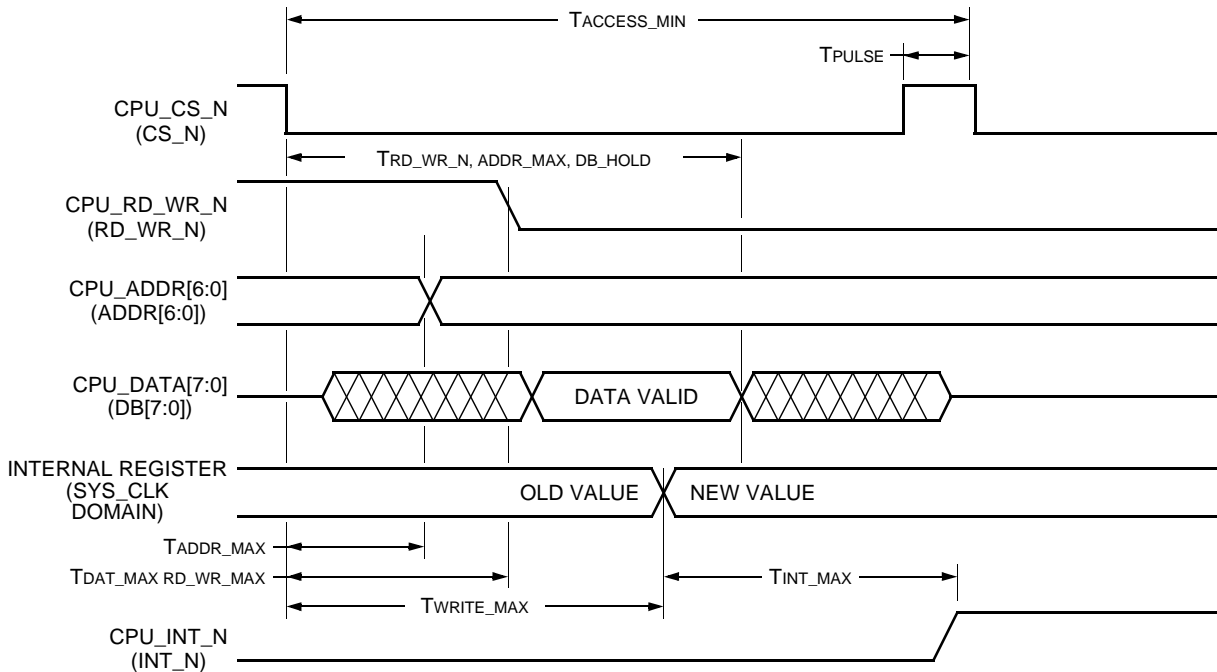 TACCESS_MIN
TPULSE
CPU_CS_N
(CS_N)
TRD_WR_N, ADDR_MAX, DB_HOLD
CPU_RD_WR_N
(RD_WR_N)
CPU_ADDR[6:0]
(ADDR[6:0])
CPU_DATA[7:0]
(DB[7:0])
DATA VALID
INTERNAL REGISTER
(SYS_CLK
DOMAIN)
OLD VALUE
NEW VALUE
TADDR_MAX
TDAT_MAX RD_WR_MAX
TINT_MAX
TWRITE_MAX
CPU_INT_N
(INT_N)